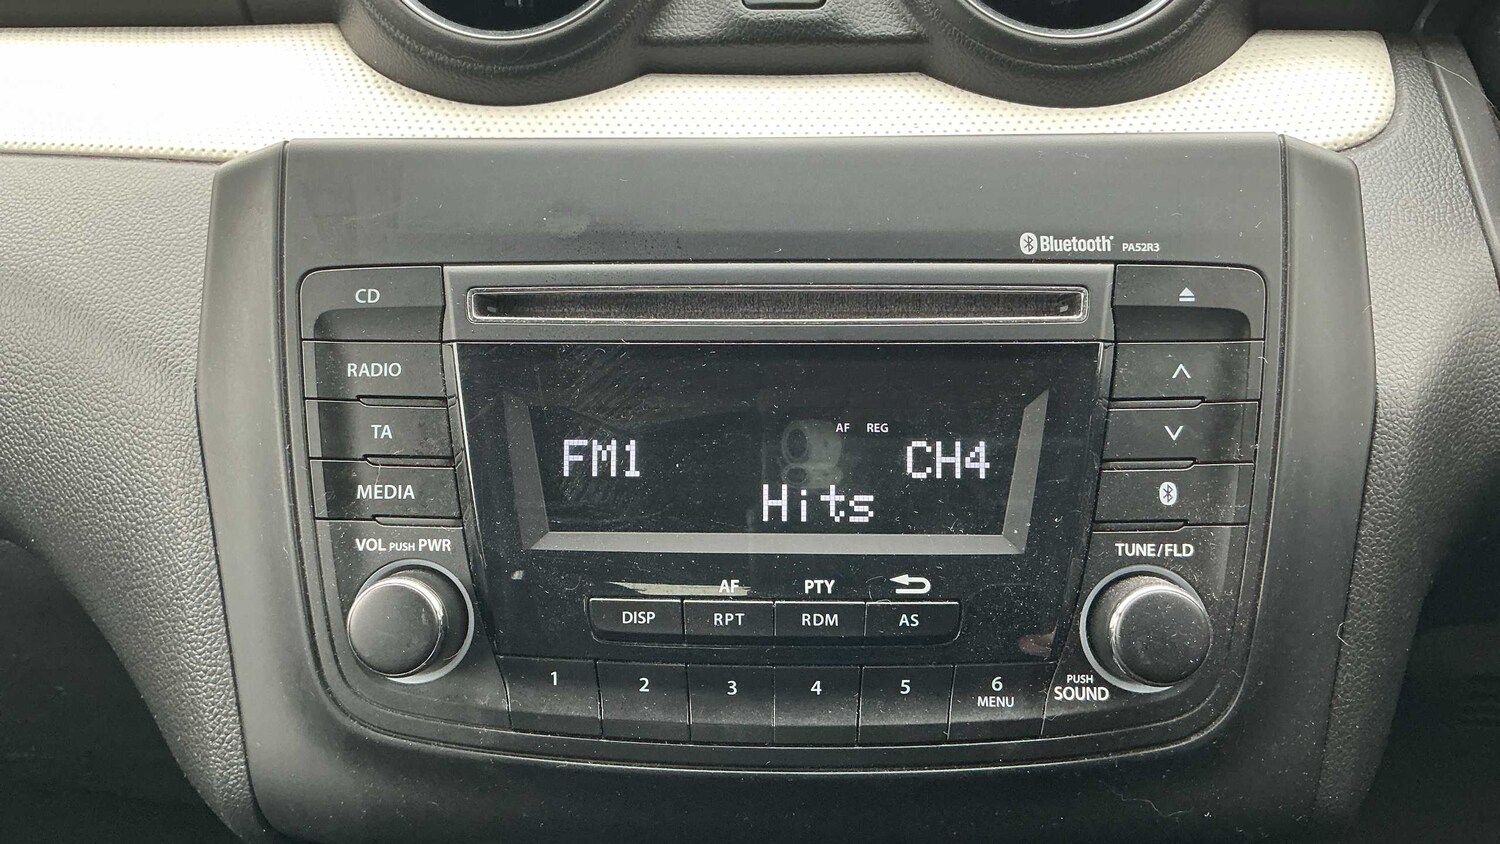 Bluetooth PA52R3
CD
RADIO
TA
MEDIA
VOL PUSH PWR
AF REG
FM1 CH4
Hits
TUNE/FLD
AF PTY
DISP RPT RDM AS
1 2 3 4 5 6
MENU
PUSH
SOUND